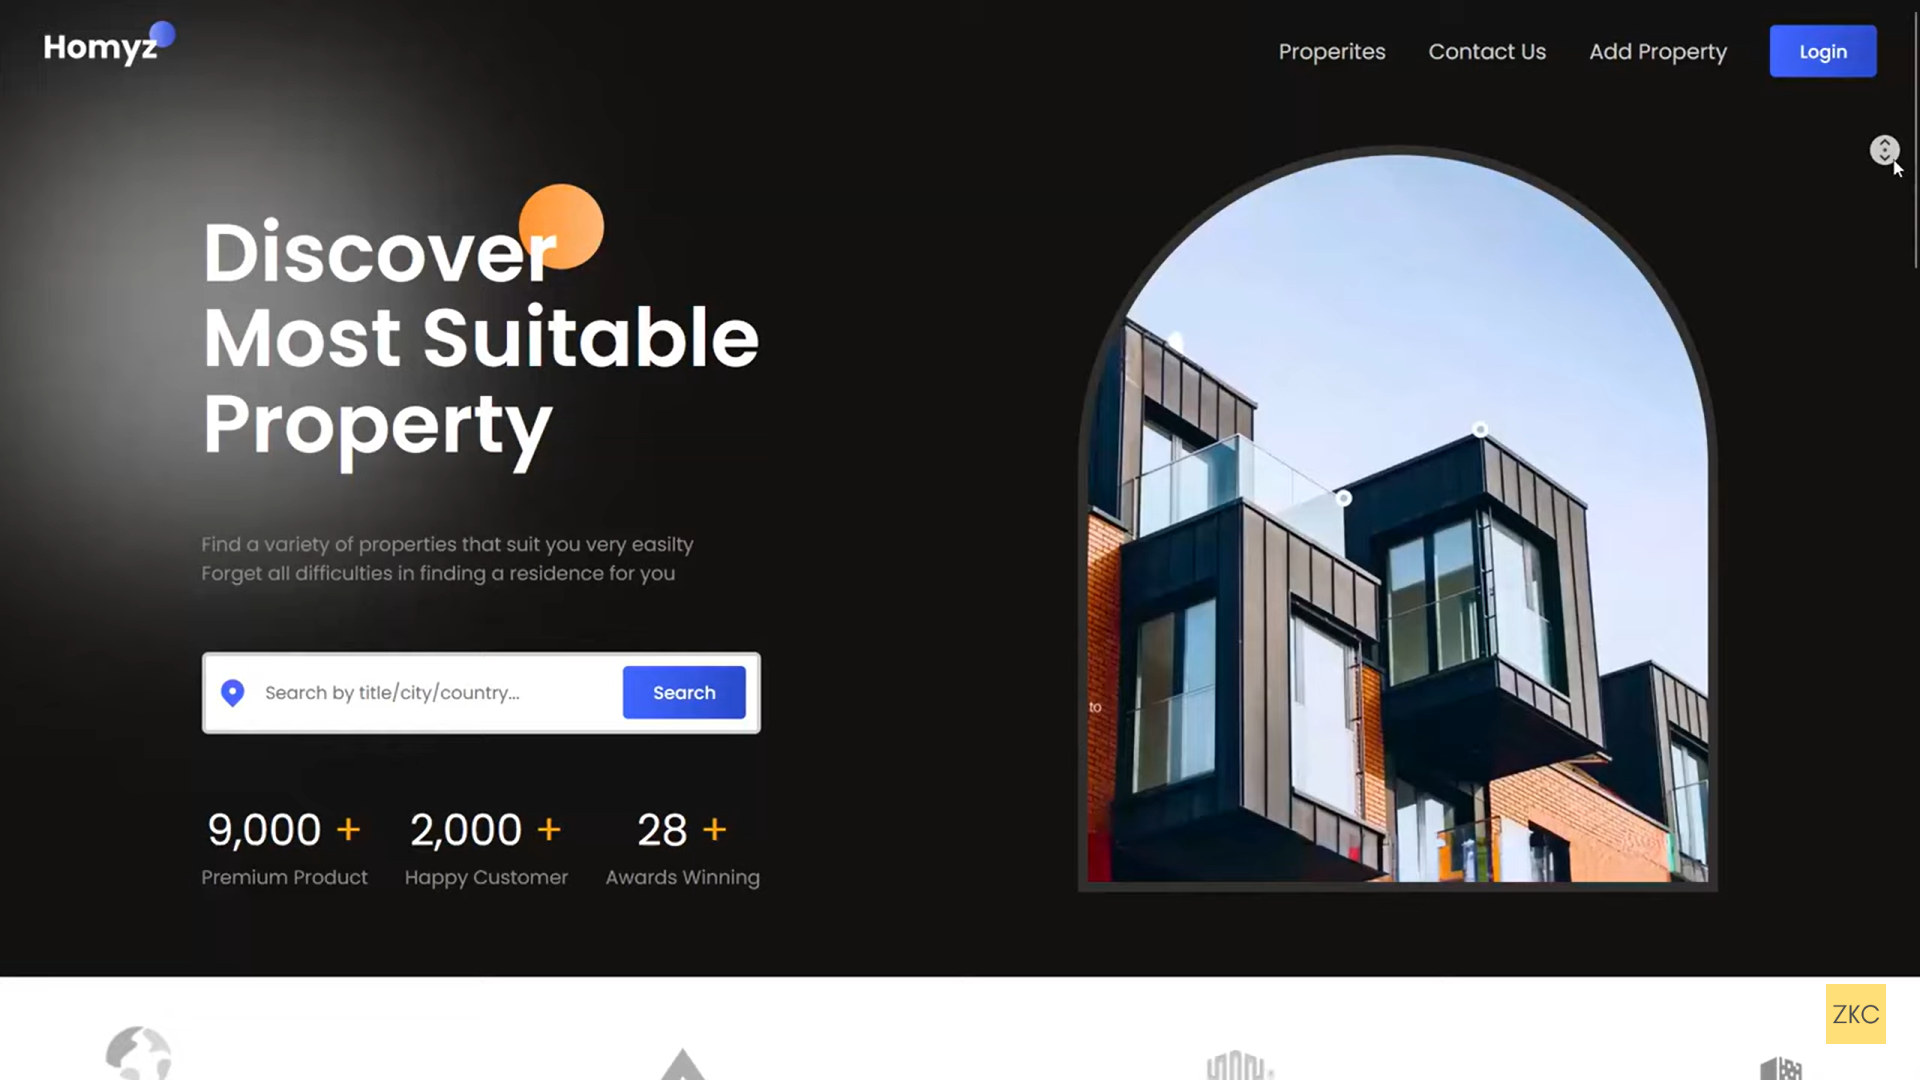 Homyz
Properites
Contact Us
Add Property
Login
Discover
Most Suitable
Property
Find a variety of properties that suit you very easilty
Forget all difficulties in finding a residence for you
Search by title/city/country...
Search
to
9,000 +
2,000 +
28 +
Premium Product
Happy Customer
Awards Winning
ZKC